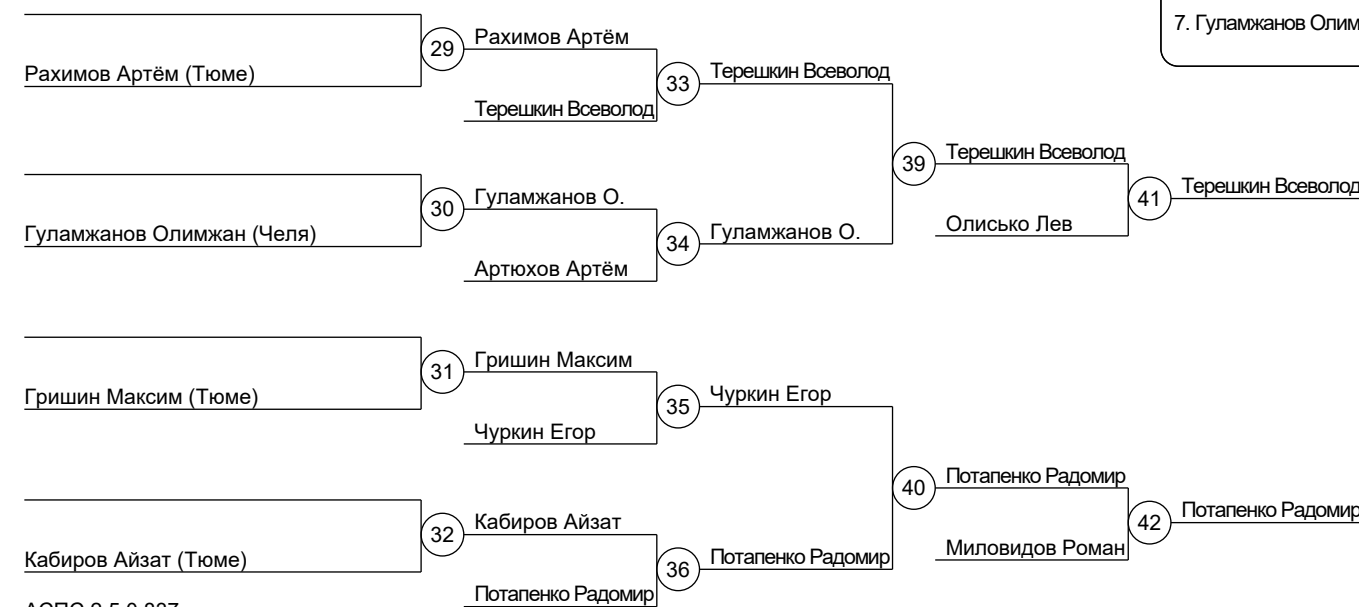 7. Гуламжанов Олим
29
Рахимов Артём
Рахимов Артём (Тюме)
33
Терешкин Всеволод
Терешкин Всеволод
39
Терешкин Всеволод
41
Терешкин Всеволод
30
Гуламжанов О.
Гуламжанов Олимжан (Челя)
34
Гуламжанов О.
Олисько Лев
Артюхов Артём
31
Гришин Максим
Гришин Максим (Тюме)
35
Чуркин Егор
Чуркин Егор
40
Потапенко Радомир
42
Потапенко Радомир
32
Кабиров Айзат
Кабиров Айзат (Тюме)
36
Потапенко Радомир
Миловидов Роман
Потапенко Радомир